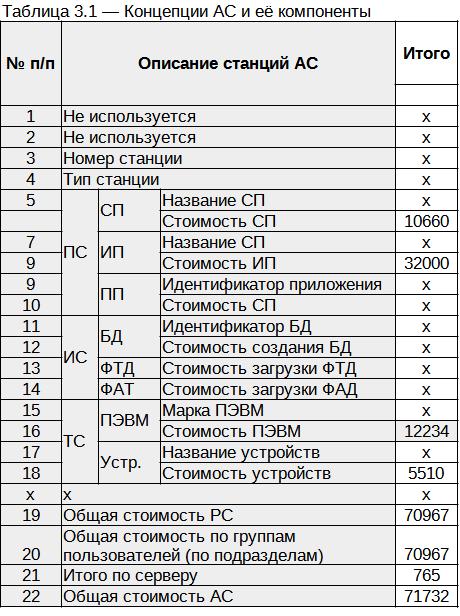 Таблица 3.1 — Концепции АС и её компоненты
№ п/п Описание станций АС Итого
1 Не используется x
2 Не используется x
3 Номер станции x
4 Тип станции x
5 ПС СП Название СП x
Стоимость СП 10660
7 ИП Название СП x
9 Стоимость ИП 32000
9 ПП Идентификатор приложения x
10 Стоимость СП x
11 ИС БД Идентификатор БД x
12 Стоимость создания БД x
13 ФТД Стоимость загрузки ФТД x
14 ФАТ Стоимость загрузки ФАД x
15 ТС ПЭВМ Марка ПЭВМ x
16 Стоимость ПЭВМ 12234
17 Устр. Название устройств x
18 Стоимость устройств 5510
x x x
19 Общая стоимость РС 70967
Общая стоимость по группам
20 пользователей (по подразделам) 70967
21 Итого по серверу 765
22 Общая стоимость АС 71732